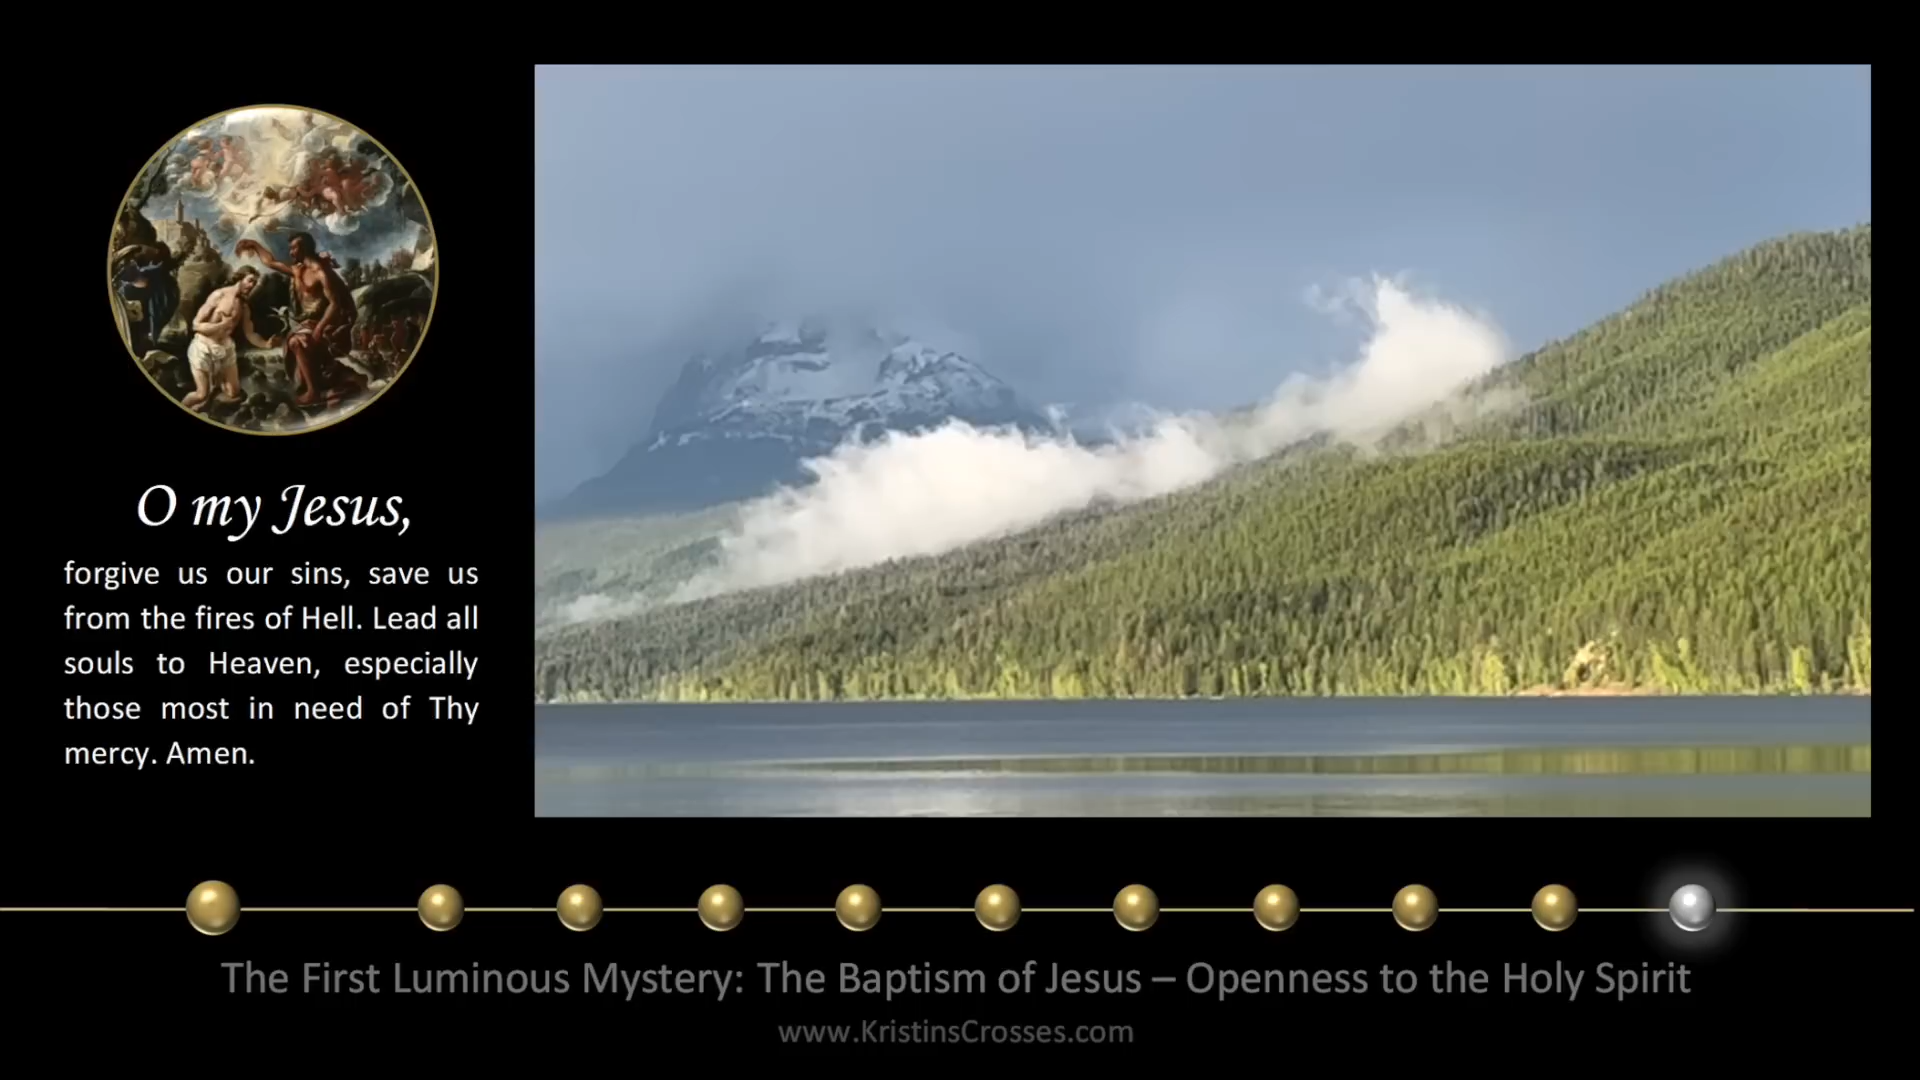 O my Jesus,
forgive us our sins, save us
from the fires of Hell. Lead all
souls to Heaven, especially
those most in need of Thy
mercy. Amen.
The First Luminous Mystery: The Baptism of Jesus – Openness to the Holy Spirit
www.KristinsCrosses.com